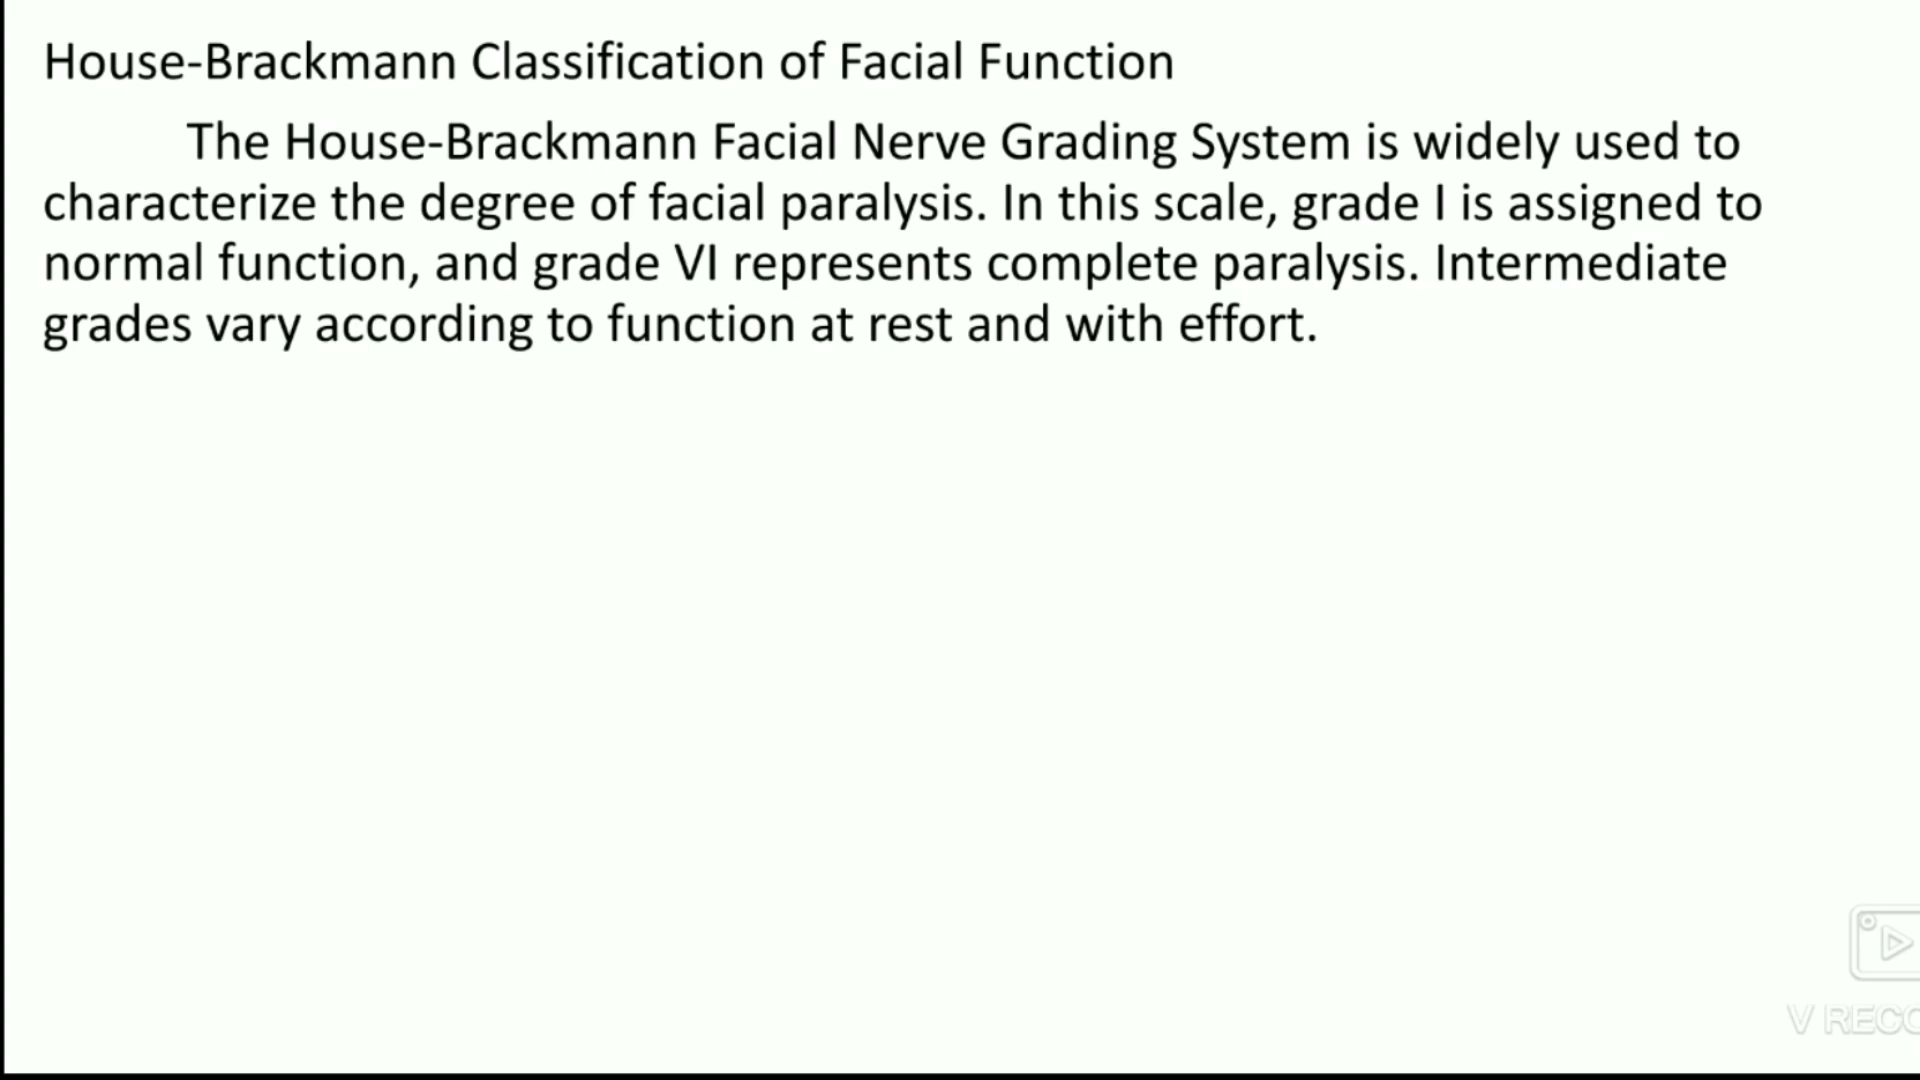 House-Brackmann Classification of Facial Function
The House-Brackmann Facial Nerve Grading System is widely used to
characterize the degree of facial paralysis. In this scale, grade I is assigned to
normal function, and grade VI represents complete paralysis. Intermediate
grades vary according to function at rest and with effort.
V RECO